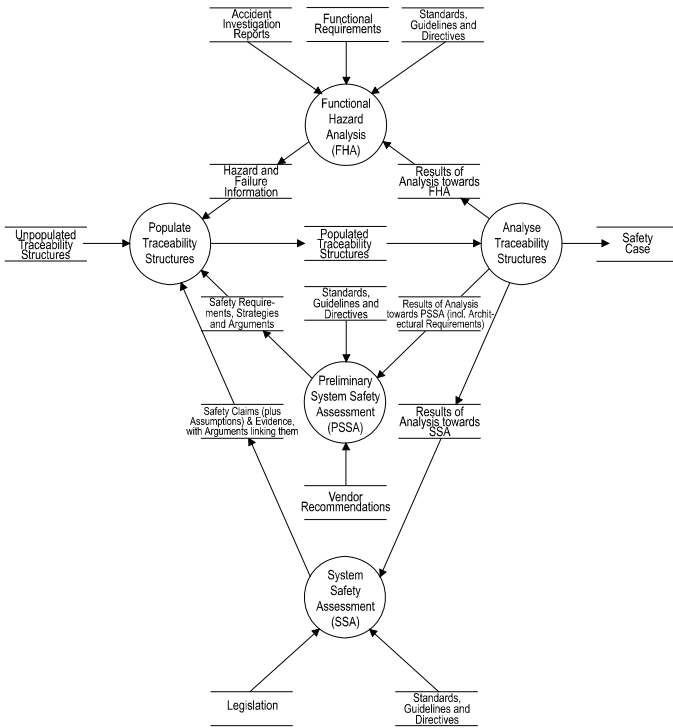 Accident
Investigation
Reports
Functional
Requirements
Standards,
Guidelines and
Directives
Functional
Hazard
Analysis
(FHA)
Hazard and
Failure
Information
Results of
Analysis towards
FHA
Unpopulated
Traceability
Structures
Populate
Traceability
Structures
Populated
Traceability
Structures
Analyse
Traceability
Structures
Safety
Case
Safety Require-
ments, Strategies
and Arguments
Standards,
Guidelines and
Directives
Results of Analysis
towards PSSA (incl. Archit-
ectural Requirements)
Preliminary
System Safety
Assessment
(PSSA)
Safety Claims (plus
Assumptions) & Evidence,
with Arguments linking them
Results of
Analysis towards
SSA
Vendor
Recommendations
System
Safety
Assessment
(SSA)
Legislation
Standards,
Guidelines and
Directives